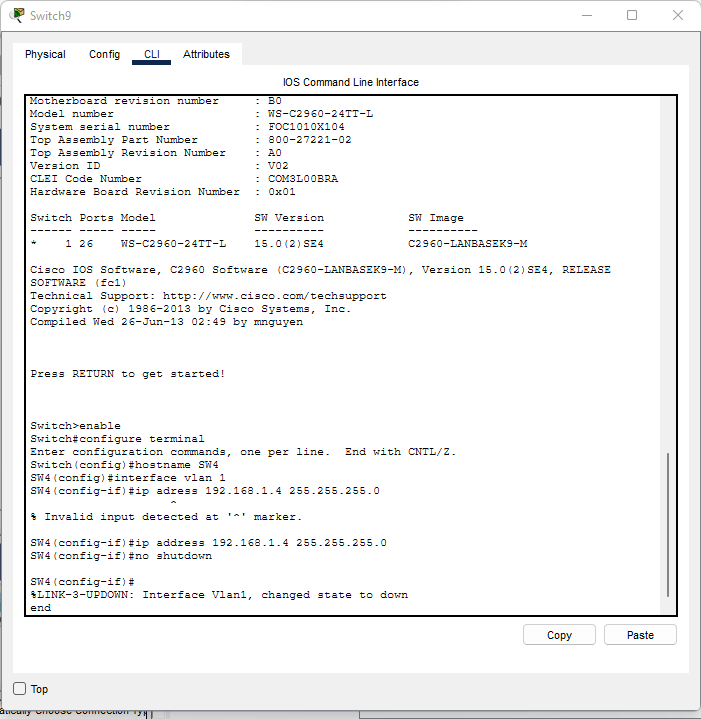 Switch9
Physical Config CLI Attributes
IOS Command Line Interface
Motherboard revision number : B0
Model number : WS-C2960-24TT-L
System serial number : FOC1010X104
Top Assembly Part Number : 800-27221-02
Top Assembly Revision Number : A0
Version ID : V02
CLEI Code Number : COM3L00BRA
Hardware Board Revision Number : 0x01
Switch Ports Model SW Version SW Image
------ ----- ----- ---------- ----------
* 1 26 WS-C2960-24TT-L 15.0(2)SE4 C2960-LANBASEK9-M
Cisco IOS Software, C2960 Software (C2960-LANBASEK9-M), Version 15.0(2)SE4, RELEASE
SOFTWARE (fc1)
Technical Support: http://www.cisco.com/techsupport
Copyright (c) 1986-2013 by Cisco Systems, Inc.
Compiled Wed 26-Jun-13 02:49 by mnguyen
Press RETURN to get started!
Switch>enable
Switch#configure terminal
Enter configuration commands, one per line. End with CNTL/Z.
Switch(config)#hostname SW4
SW4(config)#interface vlan 1
SW4(config-if)#ip adress 192.168.1.4 255.255.255.0
^
% Invalid input detected at '^' marker.
SW4(config-if)#ip address 192.168.1.4 255.255.255.0
SW4(config-if)#no shutdown
SW4(config-if)#
%LINK-3-UPDOWN: Interface Vlan1, changed state to down
end
Copy Paste
Top
Choose Connection